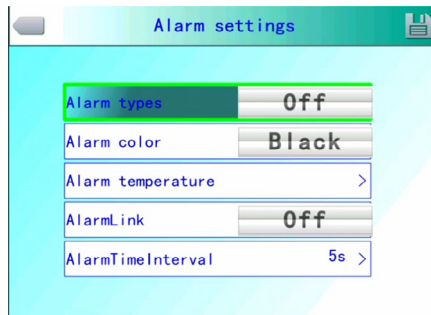 Alarm settings
Alarm types Off
Alarm color Black
Alarm temperature >
AlarmLink Off
AlarmTimeInterval 5s >